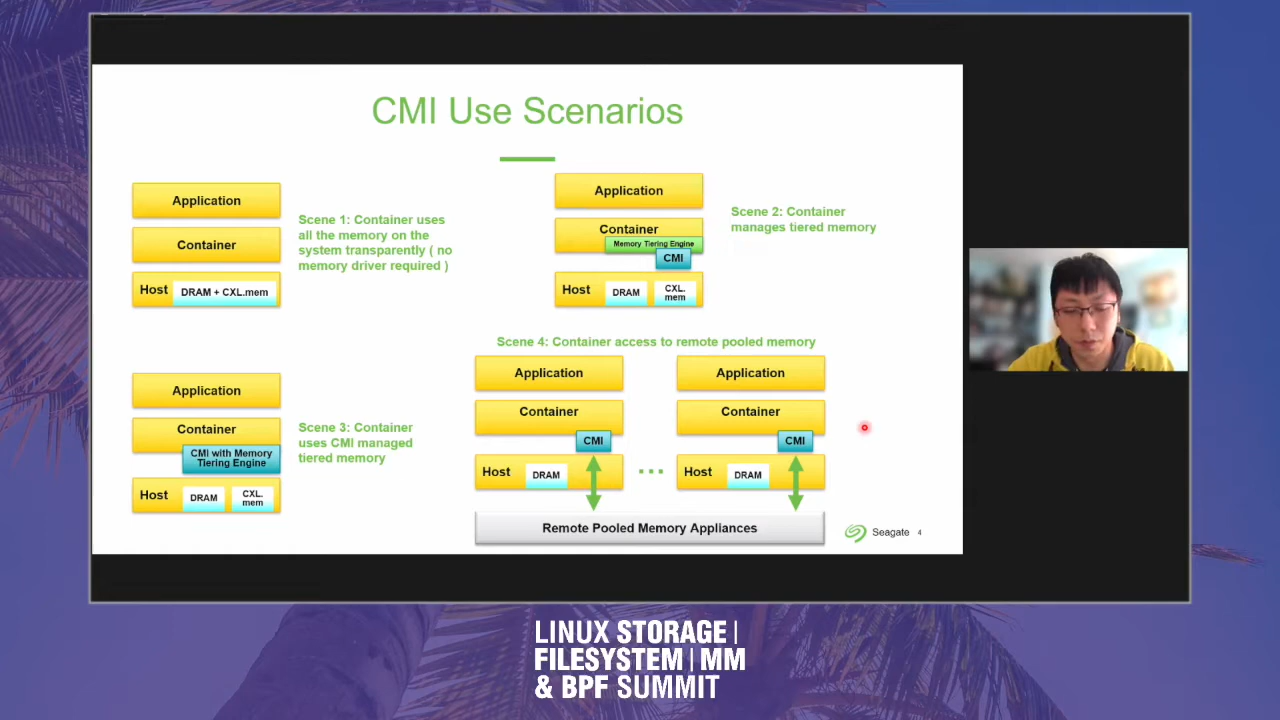 CMI Use Scenarios
Application
Container
Host
DRAM + CXL.mem
Scene 1: Container uses
all the memory on the
system transparently ( no
memory driver required )
Application
Container
Memory Tiering Engine
CMI
Host
DRAM
CXL.
mem
Scene 2: Container
manages tiered memory
Application
Container
CMI with Memory
Tiering Engine
Host
DRAM
CXL.
mem
Scene 3: Container
uses CMI managed
tiered memory
Scene 4: Container access to remote pooled memory
Application
Container
CMI
Host
DRAM
...
Application
Container
CMI
Host
DRAM
Remote Pooled Memory Appliances
Seagate 4
LINUX STORAGE |
FILESYSTEM | MM
& BPF SUMMIT